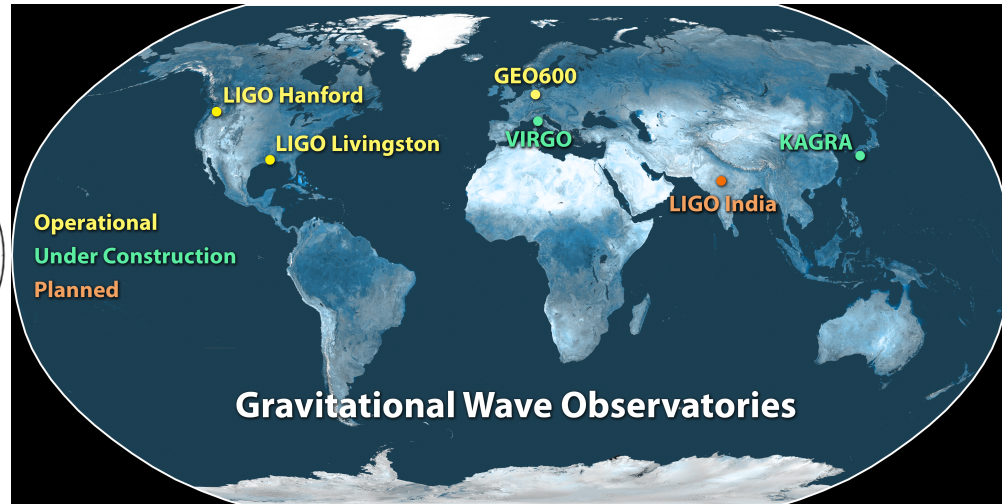 GEO600
LIGO Hanford
VIRGO
KAGRA
LIGO Livingston
LIGO India
Operational
Under Construction
Planned
Gravitational Wave Observatories